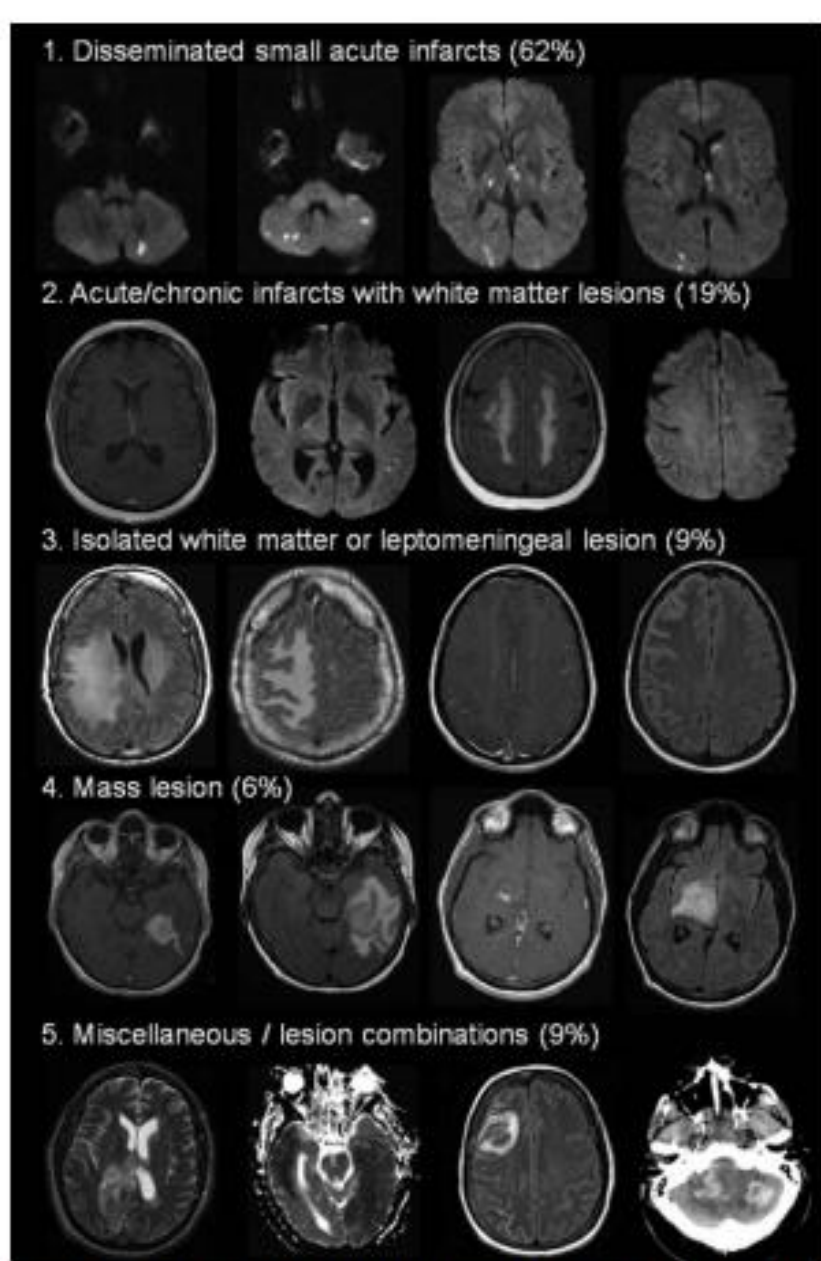 1. Disseminated small acute infarcts (62%)
2. Acute/chronic infarcts with white matter lesions (19%)
3. Isolated white matter or leptomeningeal lesion (9%)
4. Mass lesion (6%)
5. Miscellaneous / lesion combinations (9%)